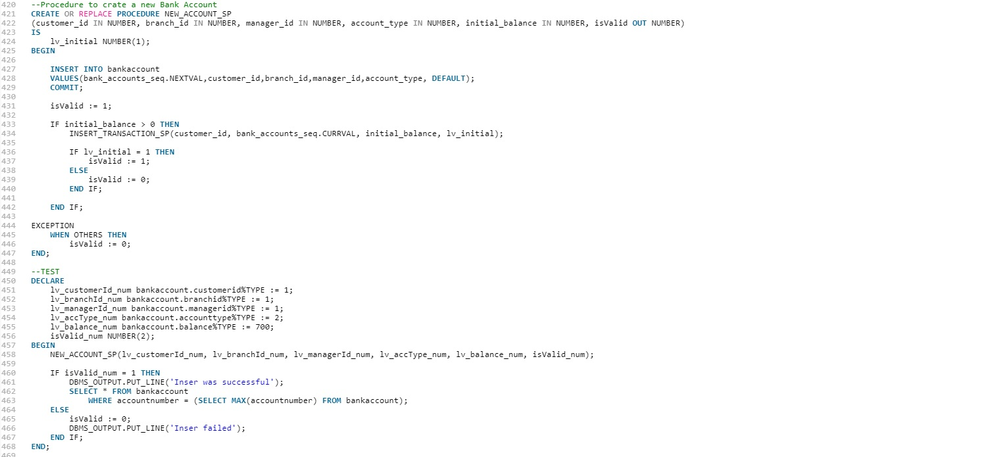 420 --Procedure to crate a new Bank Account
421 CREATE OR REPLACE PROCEDURE NEW_ACCOUNT_SP
422 (customer_id IN NUMBER, branch_id IN NUMBER, manager_id IN NUMBER, account_type IN NUMBER, initial_balance IN NUMBER, isValid OUT NUMBER)
423 IS
424     lv_initial NUMBER(1);
425 BEGIN
426
427     INSERT INTO bankaccount
428     VALUES(bank_accounts_seq.NEXTVAL,customer_id,branch_id,manager_id,account_type, DEFAULT);
429     COMMIT;
430
431     isValid := 1;
432
433     IF initial_balance > 0 THEN
434         INSERT_TRANSACTION_SP(customer_id, bank_accounts_seq.CURRVAL, initial_balance, lv_initial);
435
436         IF lv_initial = 1 THEN
437             isValid := 1;
438         ELSE
439             isValid := 0;
440         END IF;
441
442     END IF;
443
444 EXCEPTION
445     WHEN OTHERS THEN
446         isValid := 0;
447 END;
448
449 --TEST
450 DECLARE
451     lv_customerId_num bankaccount.customerid%TYPE := 1;
452     lv_branchId_num bankaccount.branchid%TYPE := 1;
453     lv_managerId_num bankaccount.managerid%TYPE := 1;
454     lv_accType_num bankaccount.accounttype%TYPE := 2;
455     lv_balance_num bankaccount.balance%TYPE := 700;
456     isValid_num NUMBER(2);
457 BEGIN
458     NEW_ACCOUNT_SP(lv_customerId_num, lv_branchId_num, lv_managerId_num, lv_accType_num, lv_balance_num, isValid_num);
459
460     IF isValid_num = 1 THEN
461         DBMS_OUTPUT.PUT_LINE('Inser was successful');
462         SELECT * FROM bankaccount
463             WHERE accountnumber = (SELECT MAX(accountnumber) FROM bankaccount);
464     ELSE
465         isValid := 0;
466         DBMS_OUTPUT.PUT_LINE('Inser failed');
467     END IF;
468 END;
469